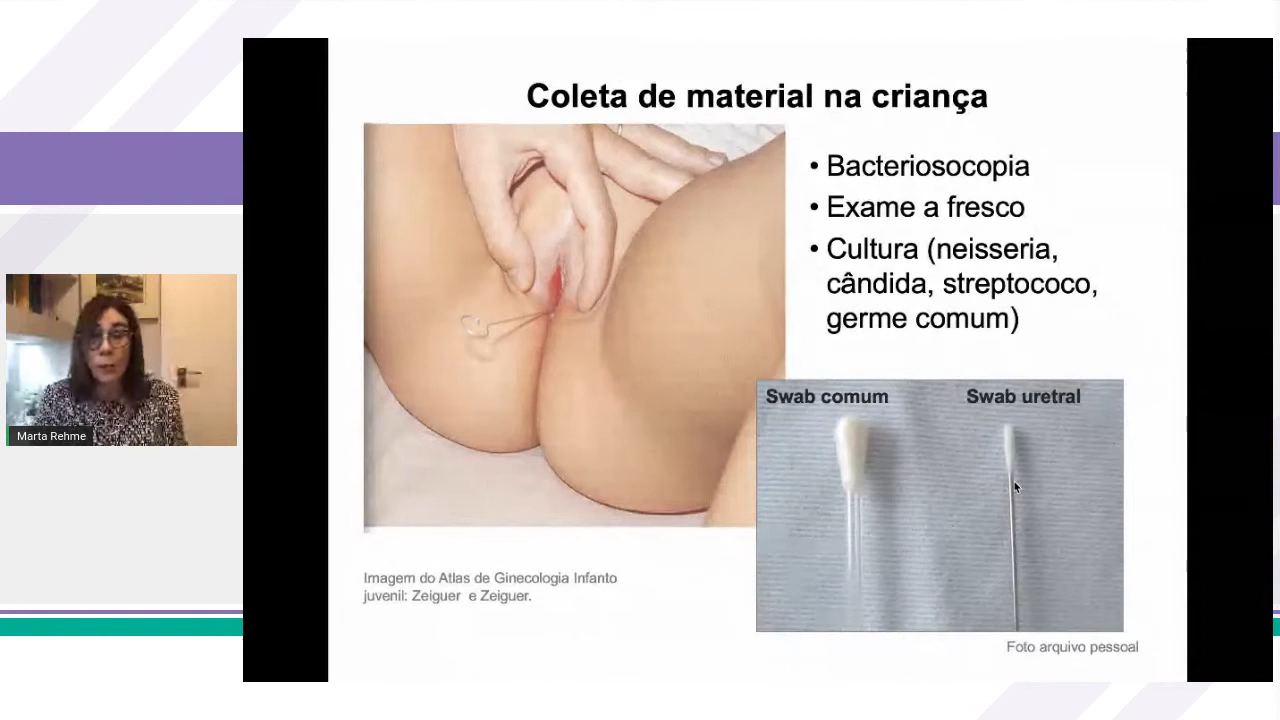 Coleta de material na criança
• Bacteriosocopia
• Exame a fresco
• Cultura (neisseria,
cândida, streptococo,
germe comum)
Swab comum
Swab uretral
Marta Rehme
Imagem do Atlas de Ginecologia Infanto
juvenil: Zeiguer e Zeiguer.
Foto arquivo pessoal